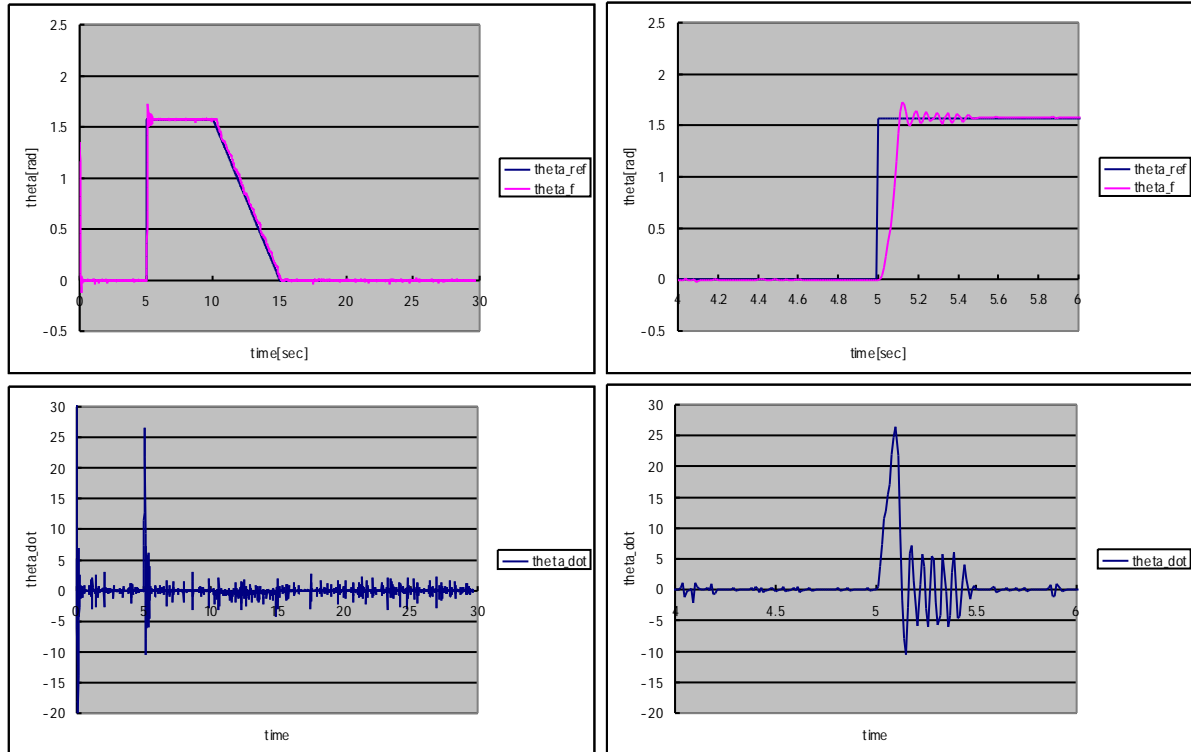 2.5
2
1.5
1
0.5
0
-0.5
theta[rad]
0 5 10 15 20 25 30
time[sec]
theta_ref
theta_f
2.5
2
1.5
1
0.5
0
-0.5
theta[rad]
4 4.2 4.4 4.6 4.8 5 5.2 5.4 5.6 5.8 6
time[sec]
theta_ref
theta_f
30
25
20
15
10
5
0
-5
-10
-15
-20
theta_dot
0 5 10 15 20 25 30
time
theta_dot
30
25
20
15
10
5
0
-5
-10
-15
-20
theta_dot
4 4.5 5 5.5 6
time
theta_dot